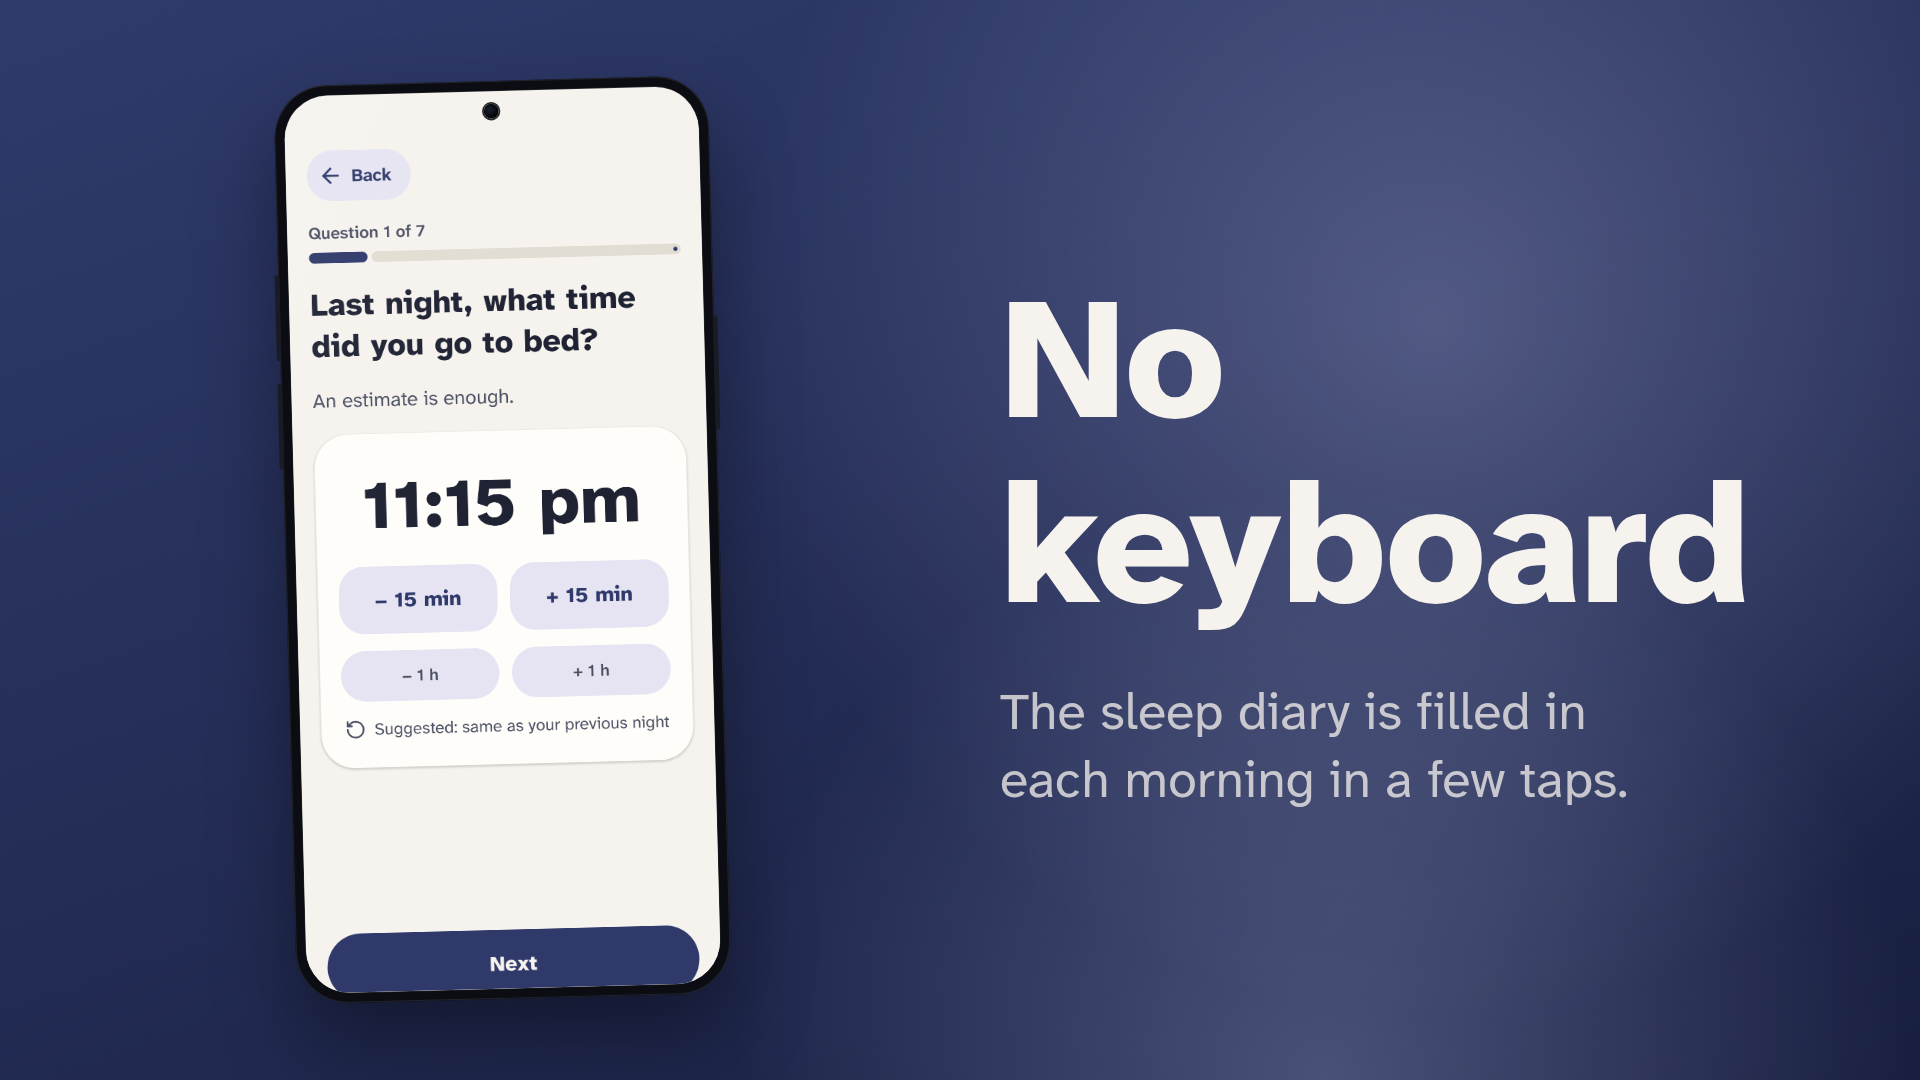 Back
Question 1 of 7
Last night, what time
did you go to bed?
An estimate is enough.
11:15 pm
– 15 min
+ 15 min
– 1 h
+ 1 h
Suggested: same as your previous night
Next
No
keyboard
The sleep diary is filled in
each morning in a few taps.